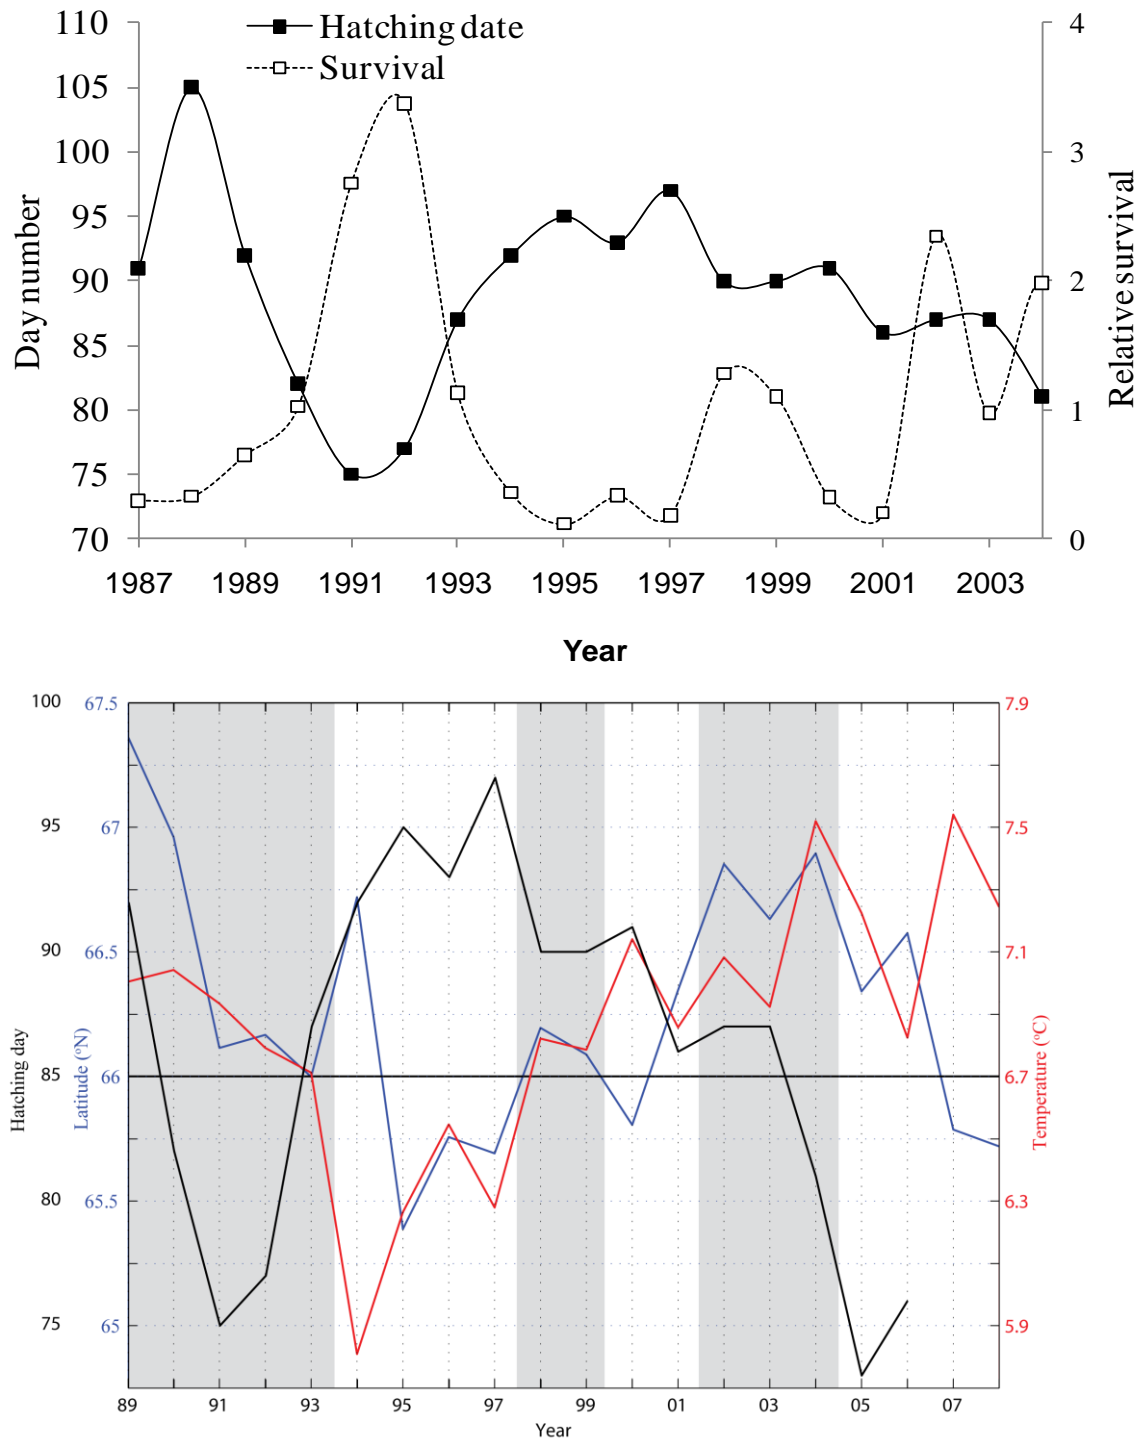 Hatching date
Survival
110
105
100
95
90
85
80
75
70
Day number
4
3
2
1
0
Relative survival
1987 1989 1991 1993 1995 1997 1999 2001 2003
Year
100
95
90
85
80
75
Hatching day
67.5
67
66.5
66
65.5
65
Latitude (°N)
7.9
7.5
7.1
6.7
6.3
5.9
Temperature (°C)
89 91 93 95 97 99 01 03 05 07
Year